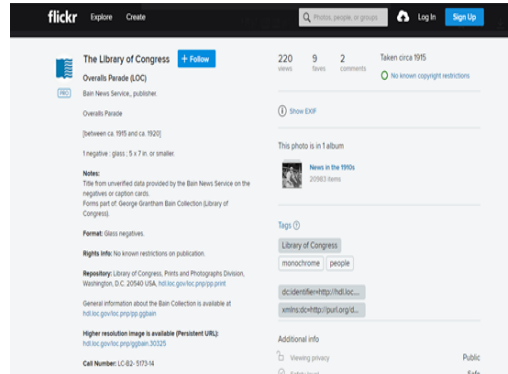 flickr Explore Create Photos, people, or groups Log In Sign Up
The Library of Congress + Follow
Overalls Parade (LOC)
PRO
Bain News Service,, publisher.
Overalls Parade
[between ca. 1915 and ca. 1920]
1 negative : glass ; 5 x 7 in. or smaller.
Notes:
Title from unverified data provided by the Bain News Service on the
negatives or caption cards.
Forms part of: George Grantham Bain Collection (Library of
Congress).
Format: Glass negatives.
Rights Info: No known restrictions on publication.
Repository: Library of Congress, Prints and Photographs Division,
Washington, D.C. 20540 USA, hdl.loc.gov/loc.pnp/pp.print
General information about the Bain Collection is available at
hdl.loc.gov/loc.pnp/pp.ggbain
Higher resolution image is available (Persistent URL):
hdl.loc.gov/loc.pnp/ggbain.30325
Call Number: LC-B2- 5173-14
220 9 2 Taken circa 1915
views faves comments
No known copyright restrictions
Show EXIF
This photo is in 1 album
News in the 1910s
20983 items
Tags
Library of Congress
monochrome people
dc:identifier=http://hdl.loc....
xmlns:dc=http://purl.org/d...
Additional info
Viewing privacy Public
Safety level Safe